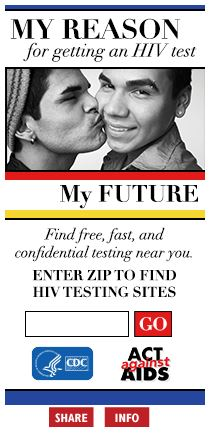 MY REASON
for getting an HIV test
My FUTURE
Find free, fast, and
confidential testing near you.
ENTER ZIP TO FIND
HIV TESTING SITES
GO
CDC
ACT
against
AIDS
SHARE
INFO